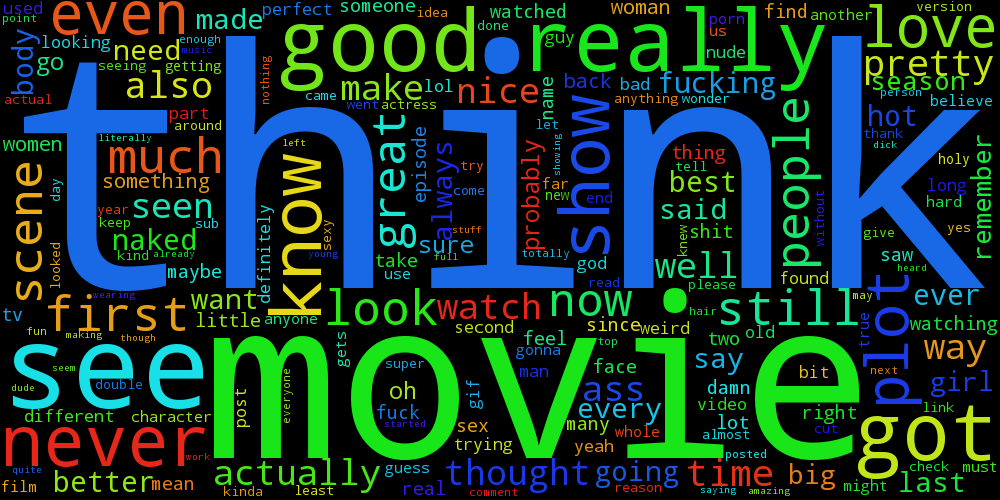 used
point
even
body
looking
go
need
made
also
enough
music
seeing
getting
perfect
someone
idea
good
nothing
make
lol
came
went
actress
done
watched
guy
really
nice
name
woman
us
porn
nude
back
bad
fucking
anything
wonder
find
another
version
love
pretty
season
person
believe
hot
thank
dick
think
actual
part
around
women
literally
much
something
scene
day
looked
year
keep
seen
sub
naked
kind
already
maybe
wearing
definitely
know
left
sexy
young
great
take
use
episode
always
sure
full
try
come
stuff
totally
probably
far
new
let
showing
show
end
god
read
thing
tell
best
said
knew
shit
well
please
people
found
without
holy
long
hard
yes
give
saw
heard
remember
tv
first
want
little
anyone
fun
making
though
look
watch
now
second
since
weird
feel
gonna
top
hair
still
two
old
may
true
plot
ever
watching
way
see
seem
dude
double
movie
gets
super
oh
fuck
started
man
gif
face
ass
sex
every
many
trying
yeah
whole
say
damn
video
lot
almost
posted
bit
right
cut
next
girl
link
got
different
character
never
work
post
everyone
quite
film
better
mean
kinda
actually
least
guess
real
thought
comment
going
reason
time
saying
big
amazing
might
check
must
last